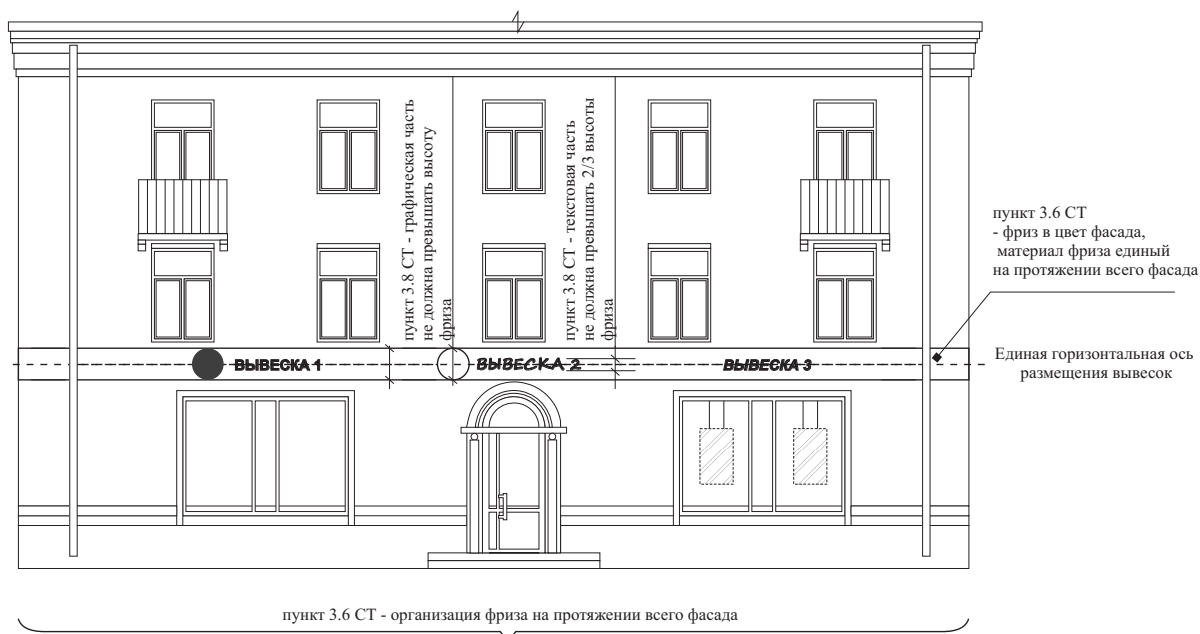 пункт 3.8 СТ - графическая часть
не должна превышать высоту
фриза
пункт 3.8 СТ - текстовая часть
не должна превышать 2/3 высоты
фриза
пункт 3.6 СТ
- фриз в цвет фасада,
материал фриза единый
на протяжении всего фасада
ВЫВЕСКА 1
ВЫВЕСКА 2
ВЫВЕСКА 3
Единая горизонтальная ось
размещения вывесок
пункт 3.6 СТ - организация фриза на протяжении всего фасада